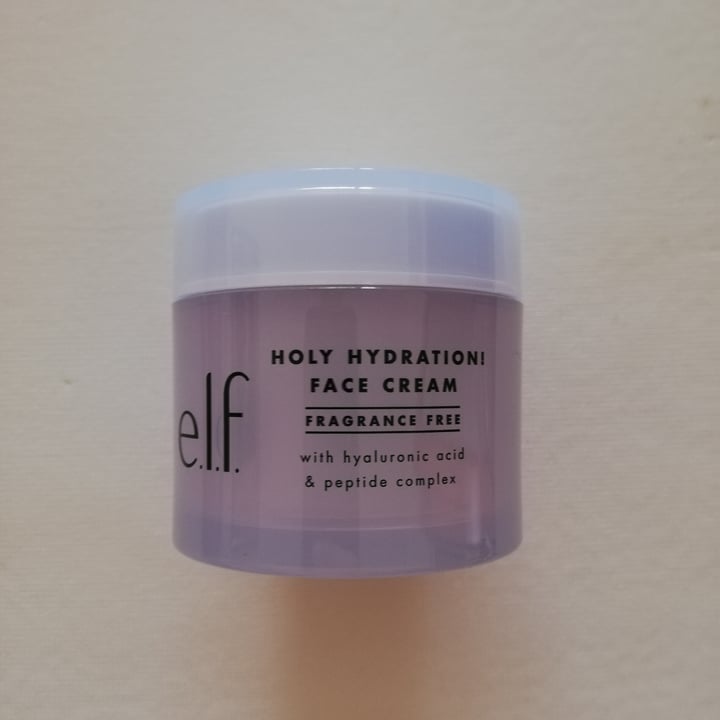 e.l.f.
HOLY HYDRATION!
FACE CREAM
FRAGRANCE FREE
with hyaluronic acid
& peptide complex